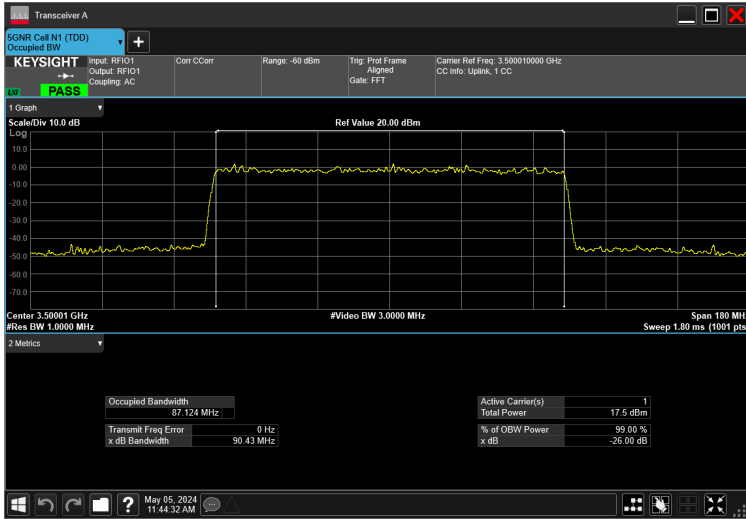 Transceiver A
5GNR Cell N1 (TDD)
Occupied BW
+
KEYSIGHT
LXI
PASS
Input: RFIO1
Output: RFIO1
Coupling: AC
Corr CCorr
Range: -60 dBm
Trig: Prot Frame
Aligned
Gate: FFT
Carrier Ref Freq: 3.500010000 GHz
CC Info: Uplink, 1 CC
1 Graph
Scale/Div 10.0 dB
Ref Value 20.00 dBm
Log
10.0
0.00
-10.0
-20.0
-30.0
-40.0
-50.0
-60.0
-70.0
Center 3.50001 GHz
#Video BW 3.0000 MHz
Span 180 MH
#Res BW 1.0000 MHz
Sweep 1.80 ms (1001 pts
2 Metrics
Occupied Bandwidth
87.124 MHz
Transmit Freq Error 0 Hz
x dB Bandwidth 90.43 MHz
Active Carrier(s) 1
Total Power 17.5 dBm
% of OBW Power 99.00 %
x dB -26.00 dB
?
May 05, 2024
11:44:32 AM